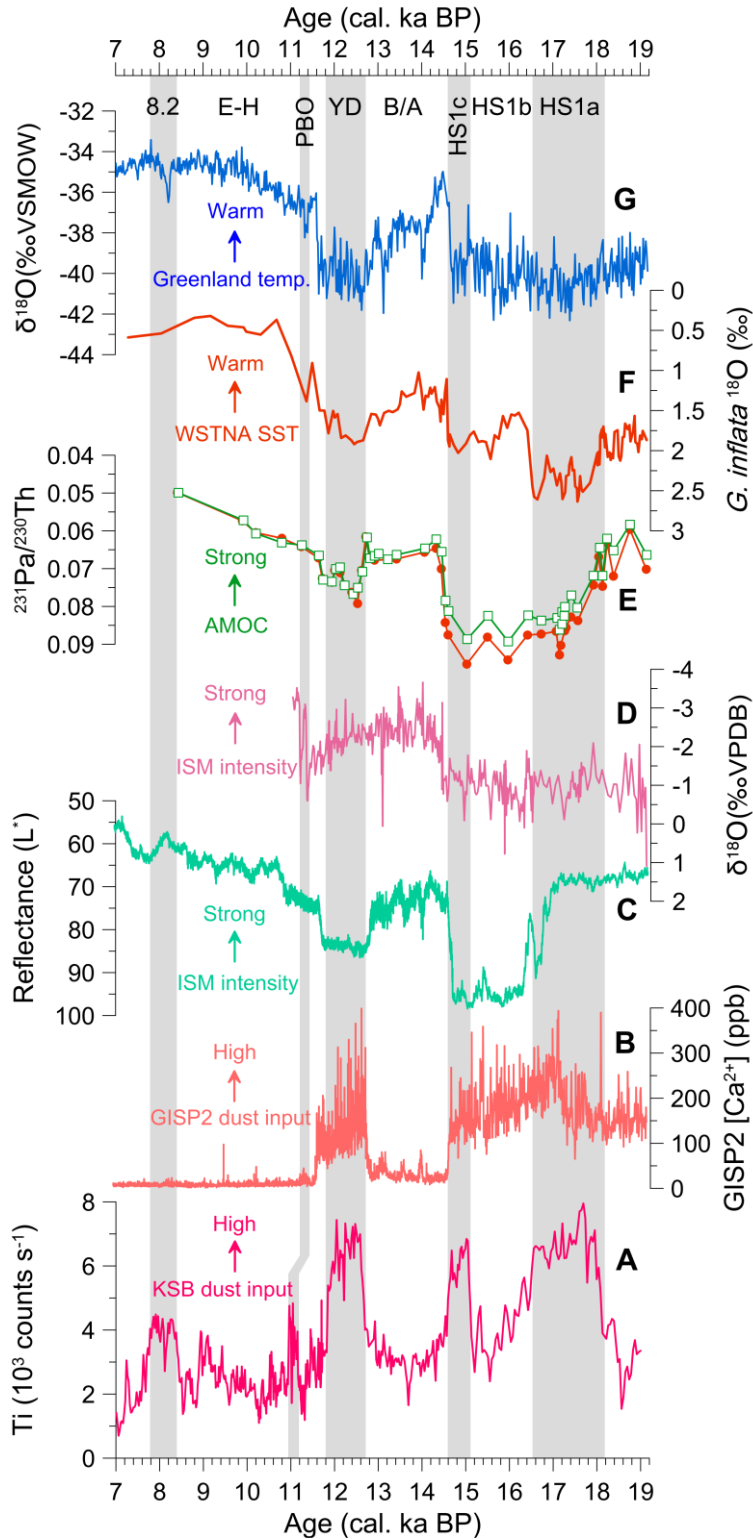 Age (cal. ka BP)
7 8 9 10 11 12 13 14 15 16 17 18 19
8.2 E-H PBO YD B/A HS1c HS1b HS1a
-32
-34
-36
-38
-40
-42
-44
δ¹⁸O(‰VSMOW)
Warm
Greenland temp.
G
0
0.5
1
1.5
2
2.5
3
G. inflata ¹⁸O (‰)
Warm
WSTNA SST
F
0.04
0.05
0.06
0.07
0.08
0.09
²³¹Pa/²³⁰Th
Strong
AMOC
E
-4
-3
-2
-1
0
1
2
δ¹⁸O(‰VPDB)
Strong
ISM intensity
D
50
60
70
80
90
100
Reflectance (L*)
Strong
ISM intensity
C
400
300
200
100
0
GISP2 [Ca²⁺] (ppb)
High
GISP2 dust input
B
8
6
4
2
0
Ti (10³ counts s⁻¹)
High
KSB dust input
A
7 8 9 10 11 12 13 14 15 16 17 18 19
Age (cal. ka BP)